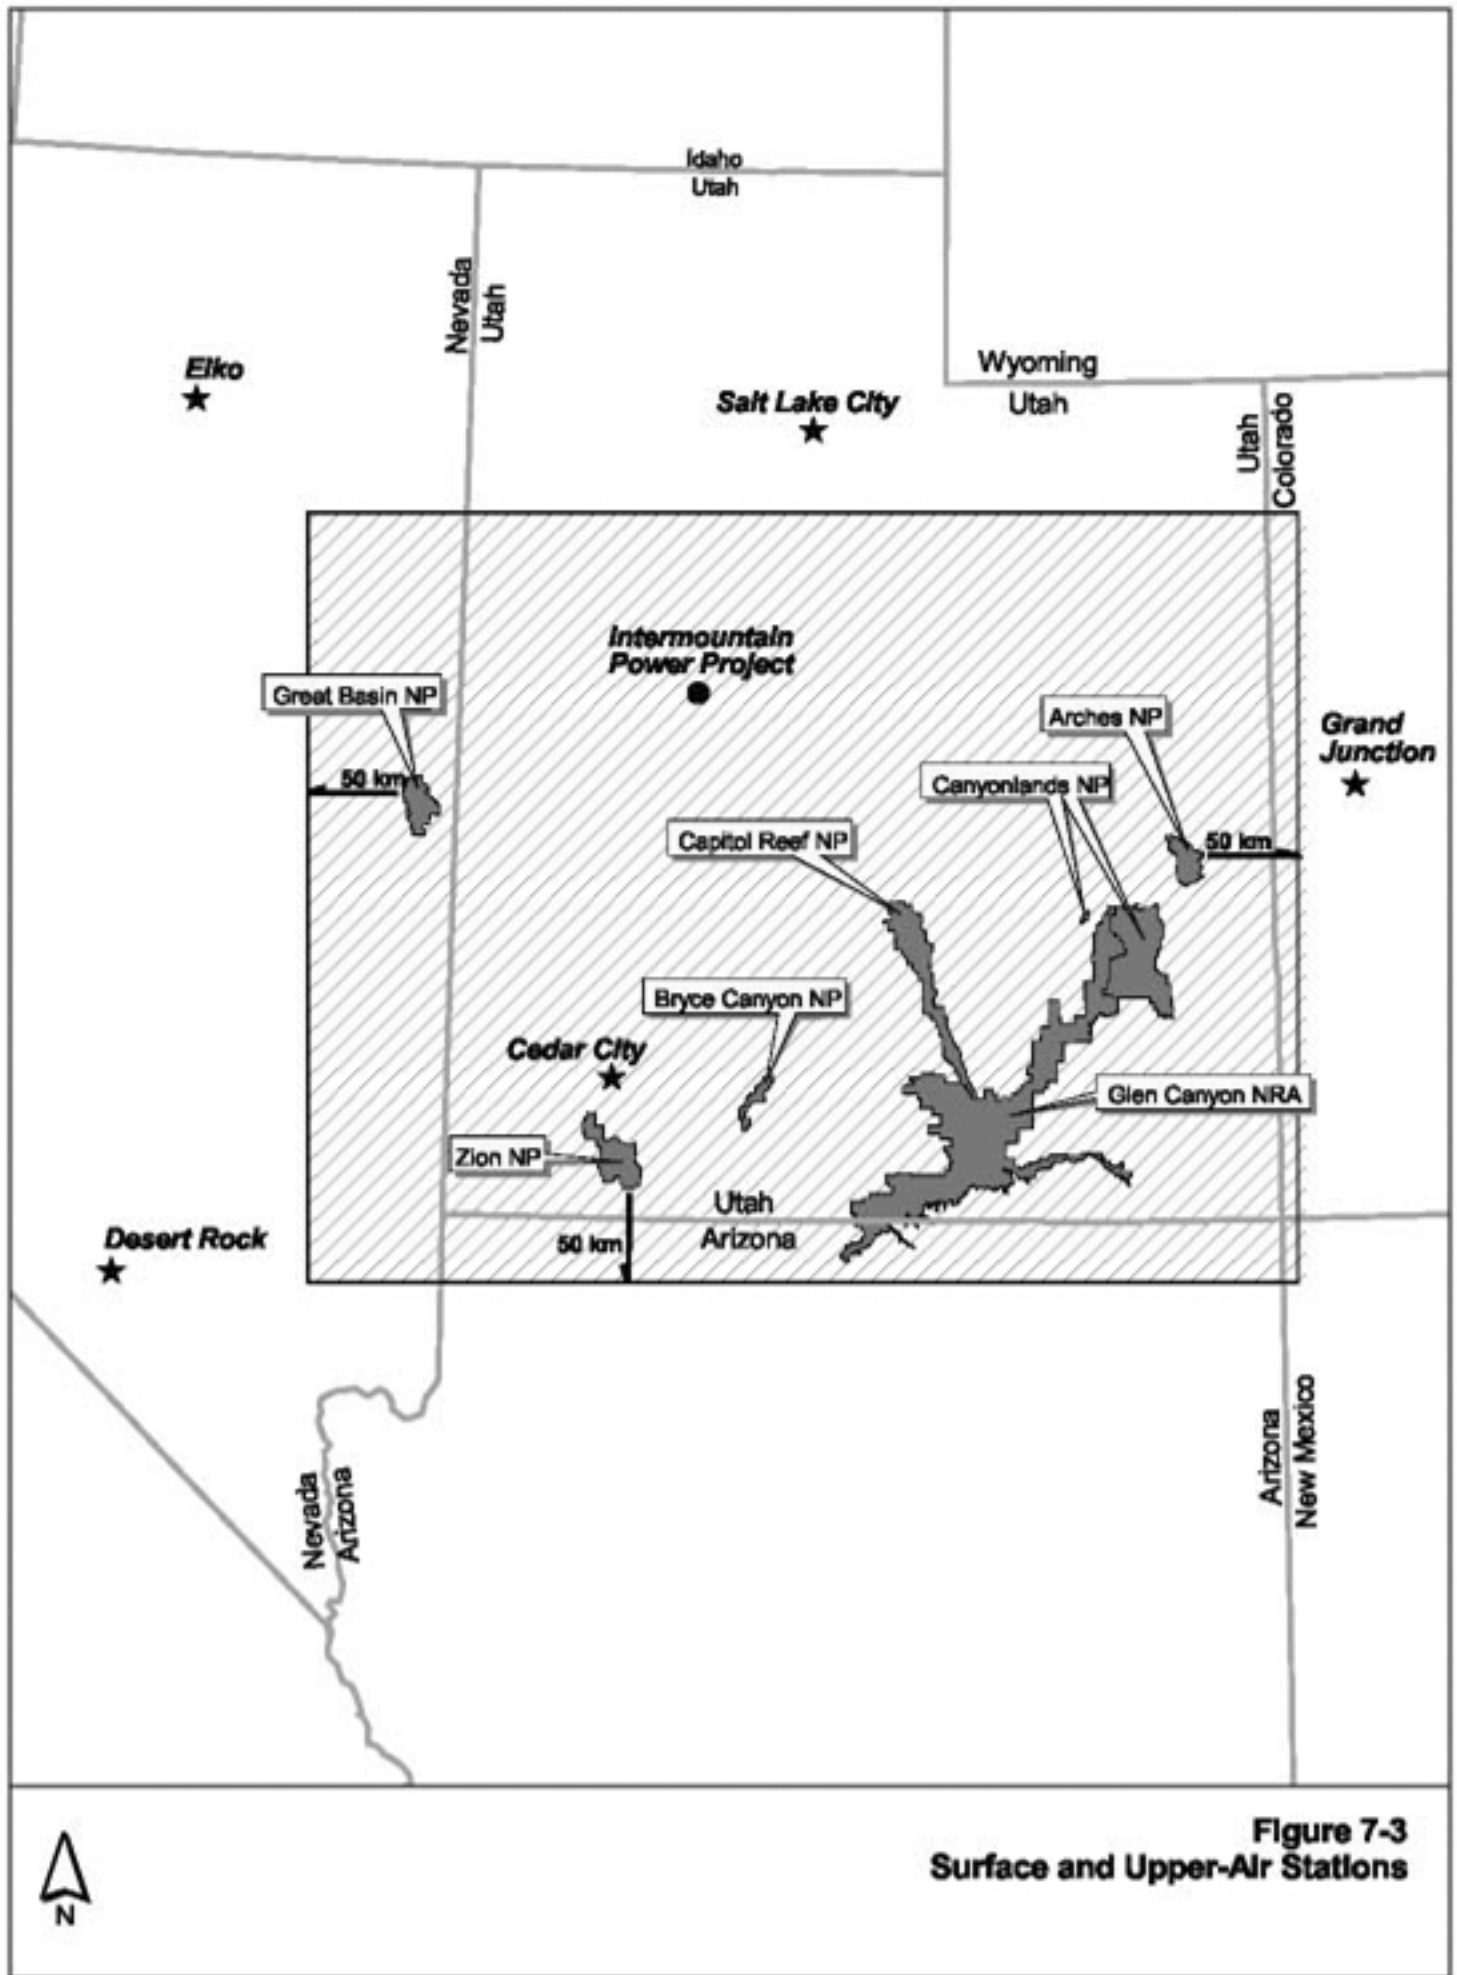 Idaho
Utah
Nevada
Utah
Elko
Salt Lake City
Wyoming
Utah
Utah
Colorado
Intermountain
Power Project
Great Basin NP
50 km
Arches NP
Grand
Junction
Canyonlands NP
Capitol Reef NP
50 km
Bryce Canyon NP
Cedar City
Glen Canyon NRA
Zion NP
Utah
Arizona
50 km
Desert Rock
Nevada
Arizona
Arizona
New Mexico
Figure 7-3
Surface and Upper-Air Stations
N